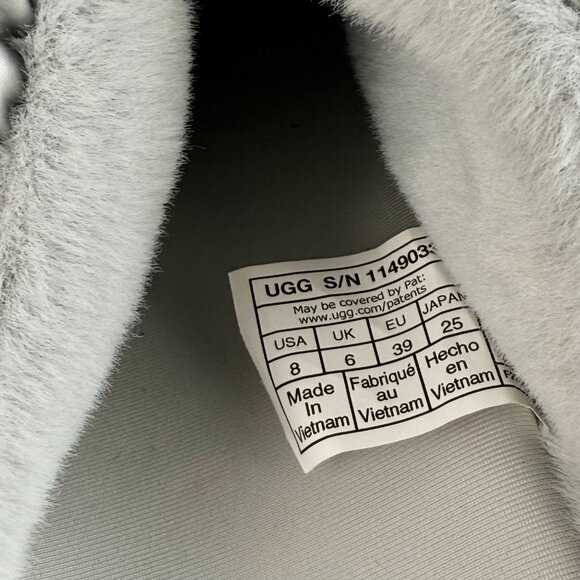 UGG S/N 1149033
May be covered by Pat:
www.ugg.com/patents
USA UK EU JAPAN
8 6 39 25
Made In Vietnam
Fabriqué au Vietnam
Hecho en Vietnam